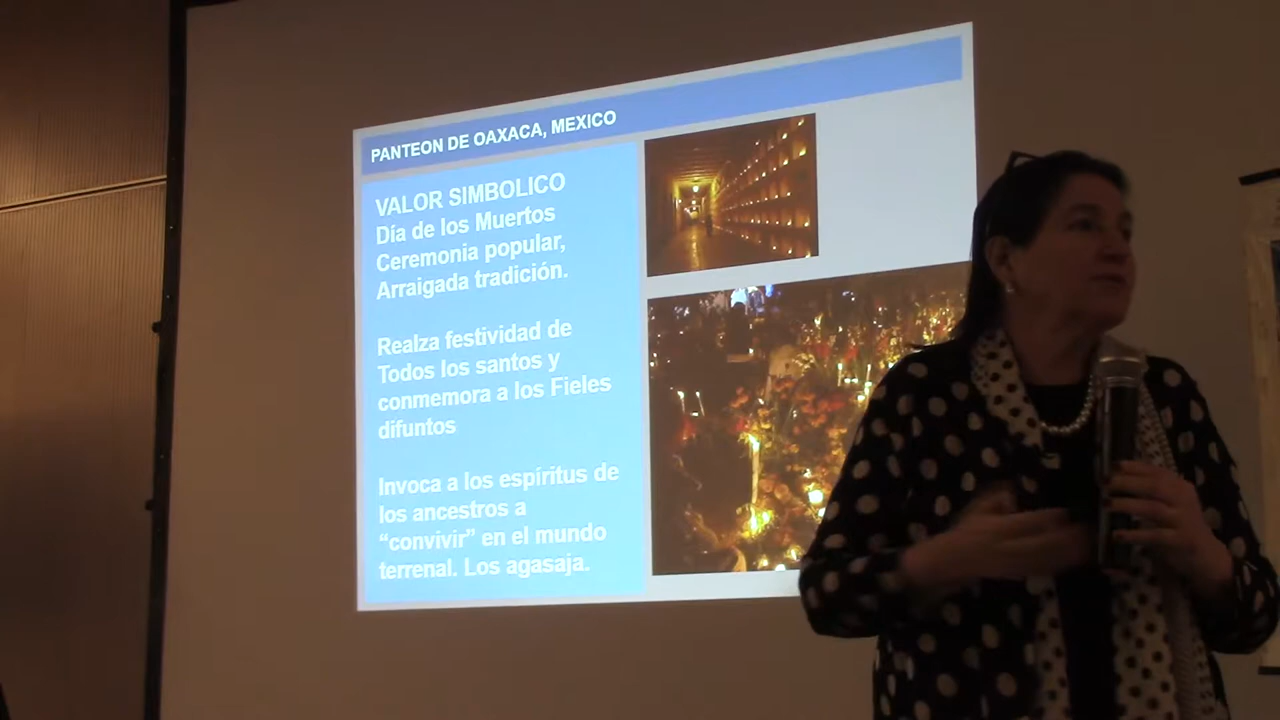 PANTEON DE OAXACA, MEXICO
VALOR SIMBOLICO
Día de los Muertos
Ceremonia popular,
Arraigada tradición.
Realza festividad de
Todos los santos y
conmemora a los Fieles
difuntos
Invoca a los espíritus de
los ancestros a
“convivir” en el mundo
terrenal. Los agasaja.